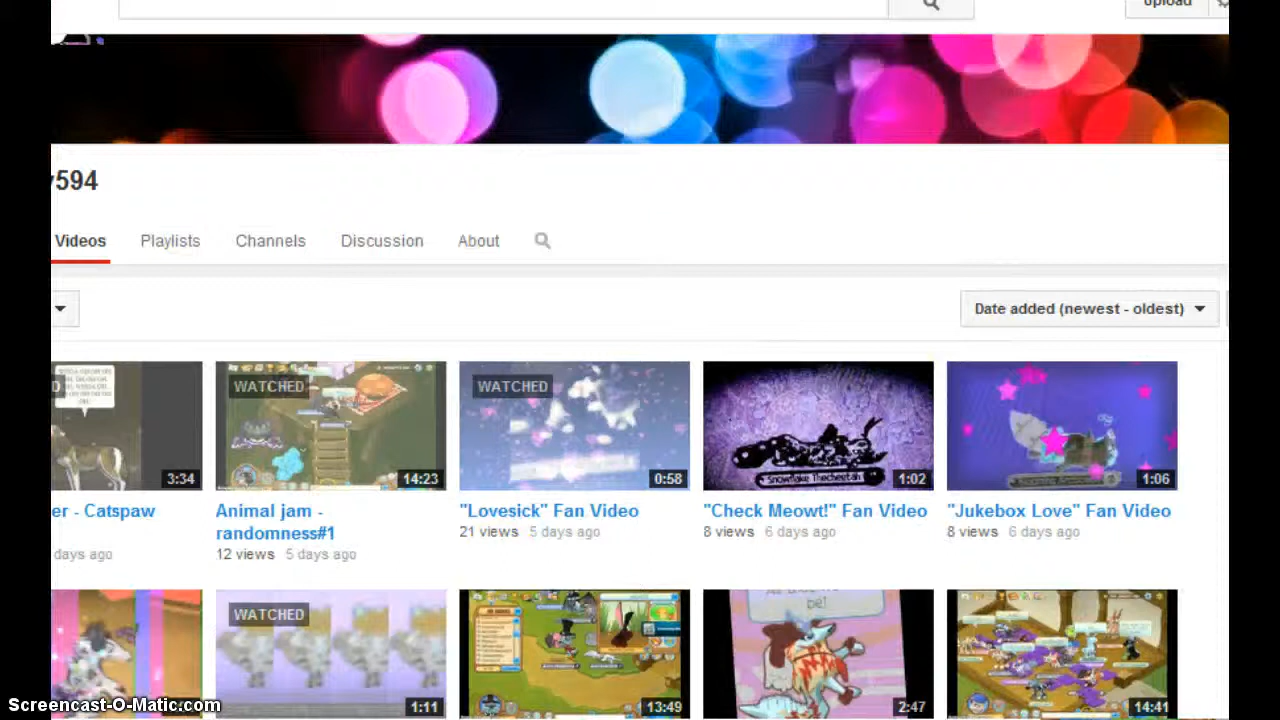 Upload
594
Videos Playlists Channels Discussion About
Date added (newest - oldest)
WATCHED
WATCHED
3:34
14:23
0:58
Snowflake Thecheetah
1:02
1:06
er - Catspaw
days ago
Animal jam -
randomness#1
12 views 5 days ago
"Lovesick" Fan Video
21 views 5 days ago
"Check Meowt!" Fan Video
8 views 6 days ago
"Jukebox Love" Fan Video
8 views 6 days ago
WATCHED
pet!
1:11
13:49
2:47
14:41
Screencast-O-Matic.com